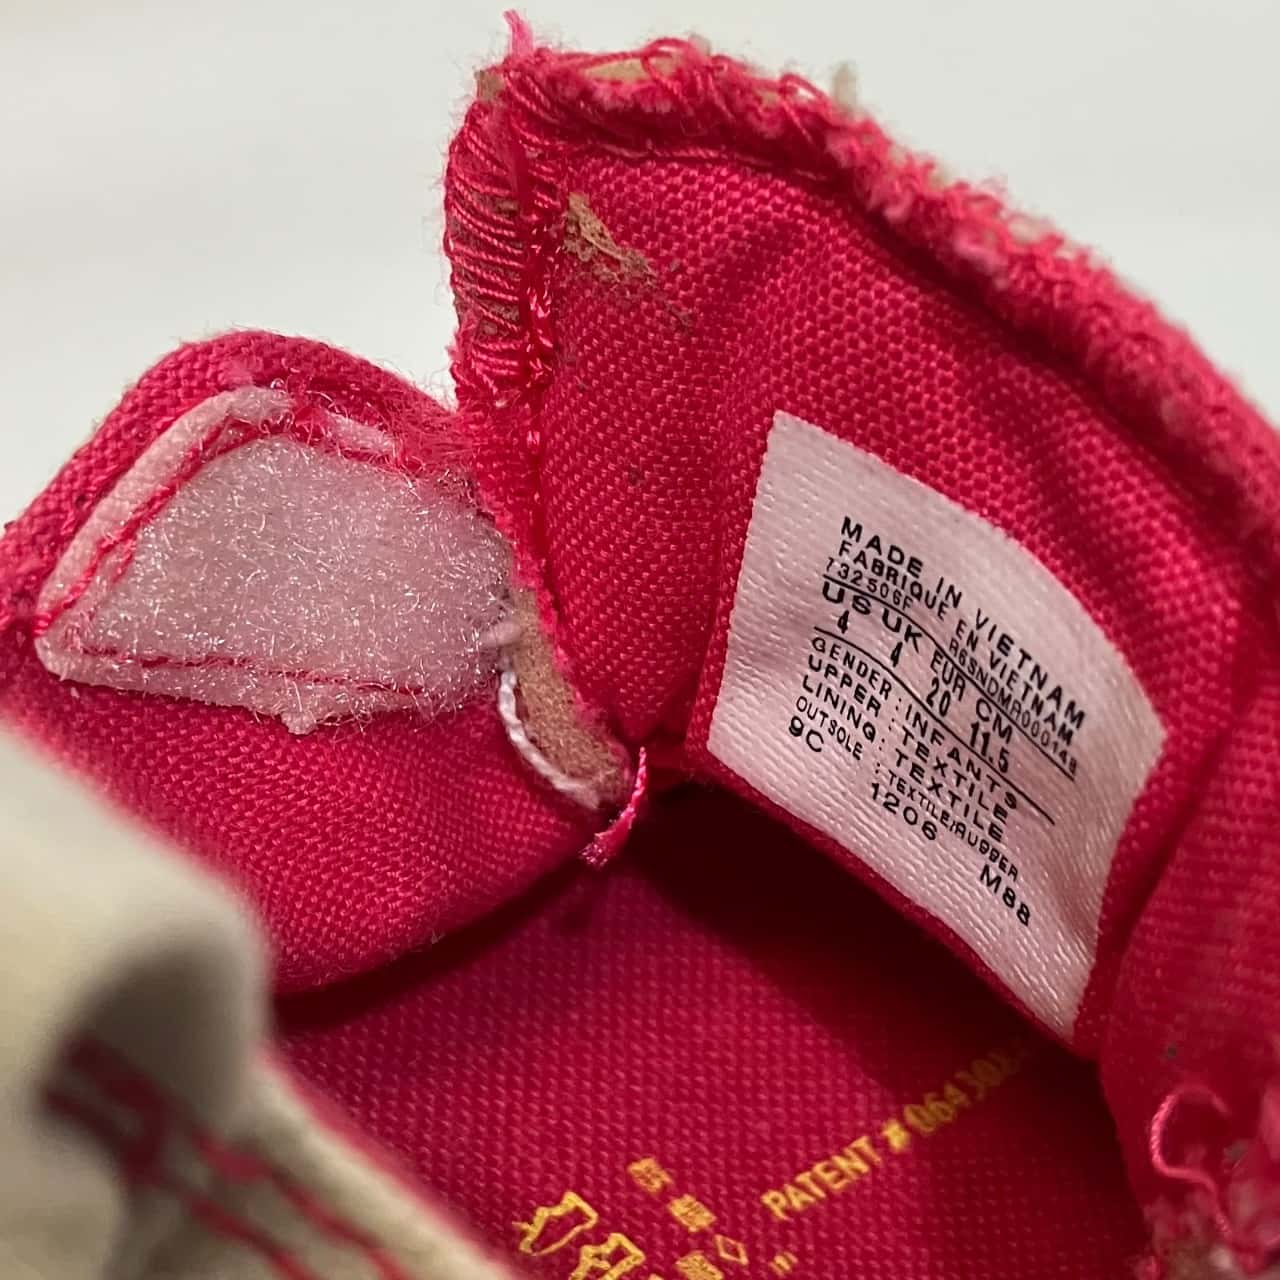 MADE IN VIETNAM
FABRIQUE EN VIETNAM
732506F R6SNDMR000148
US UK EUR CM
4 4 20 11.5
GENDER : INFANTS
UPPER : TEXTILE
LINING: TEXTILE
OUTSOLE : TEXTILE/RUBBER
9C 1206 M88
PATENT #